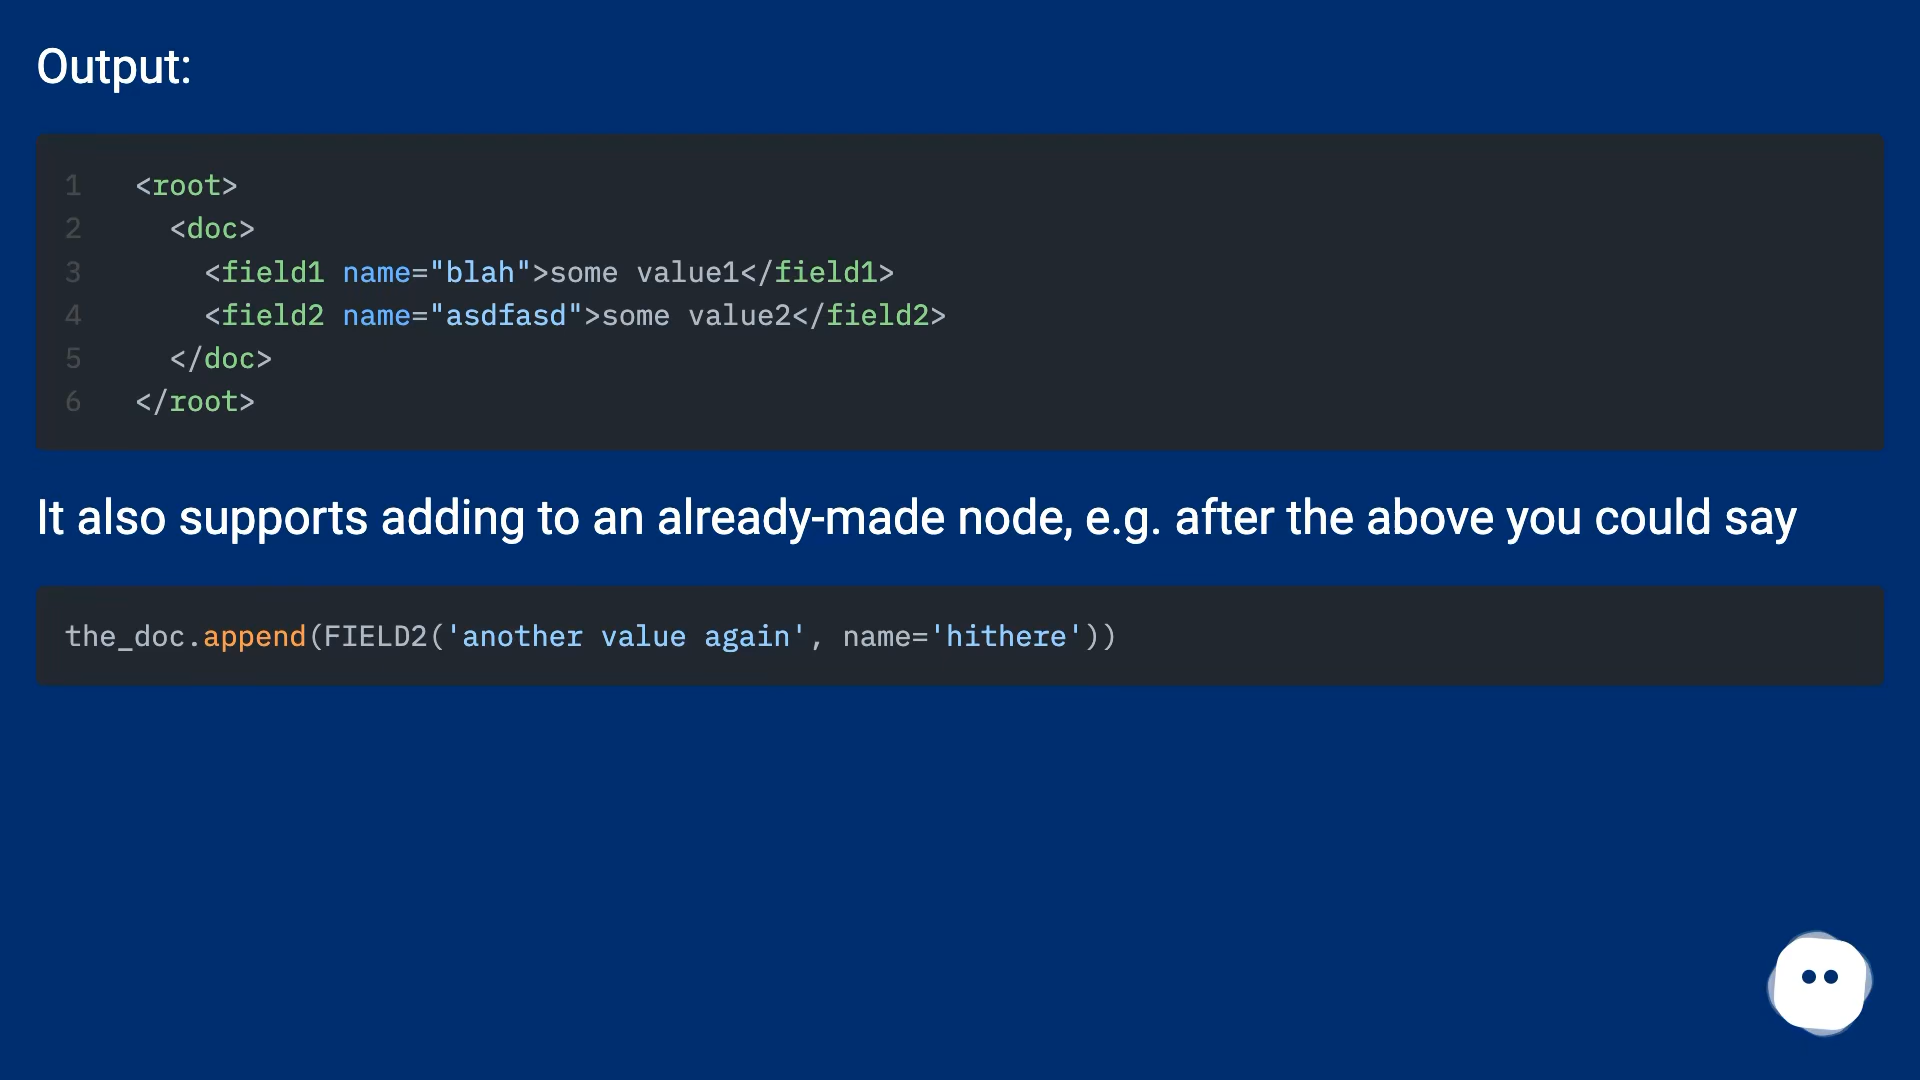 Output:
1 <root>
2   <doc>
3     <field1 name="blah">some value1</field1>
4     <field2 name="asdfasd">some value2</field2>
5   </doc>
6 </root>
It also supports adding to an already-made node, e.g. after the above you could say
the_doc.append(FIELD2('another value again', name='hithere'))